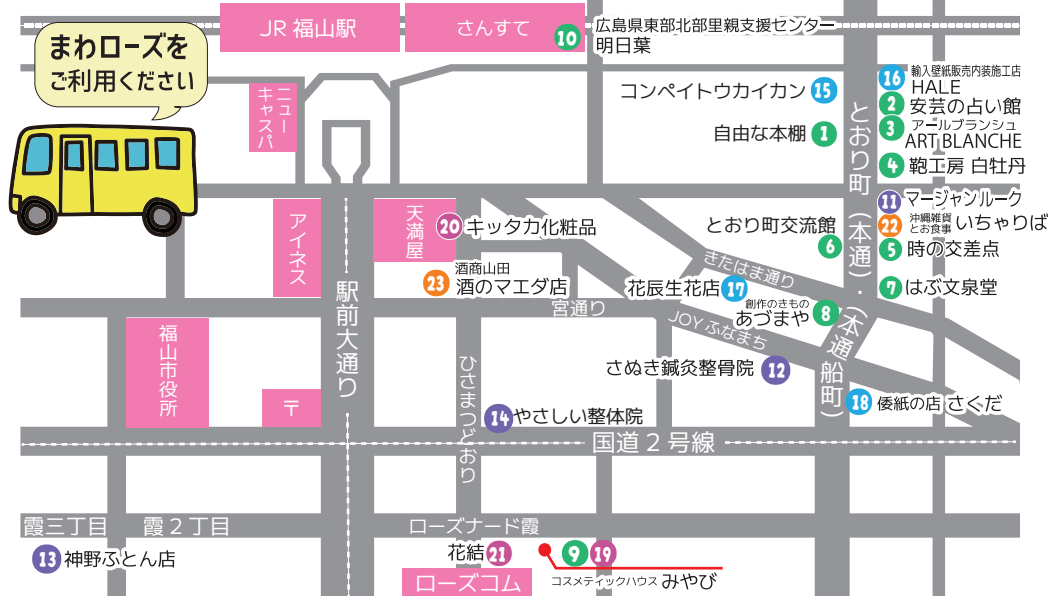 JR 福山駅
さんすて
10
広島県東部北部里親支援センター
明日葉
まわローズを
ご利用ください
ニュー
キャスパ
コンペイトウカイカン 15
自由な本棚 1
とおり町（本通）・（本通船町）
16 輸入壁紙販売内装施工店
HALE
2 安芸の占い館
3 アールブランシュ
ART BLANCHE
4 鞄工房 白牡丹
11 マージャンルーク
22 沖縄雑貨
とお食事 いちゃりば
5 時の交差点
7 はぶ文泉堂
アイネス
天満屋
20 キッタカ化粧品
とおり町交流館
6
23 酒商山田
酒のマエダ店
きたはま通り
花辰生花店 17
創作のきもの
あづまや 8
駅前大通り
宮通り
JOYふなまち
福山市役所
〒
さぬき鍼灸整骨院 12
ひさまつどおり
14 やさしい整体院
18 倭紙の店 さくだ
国道2号線
霞三丁目
霞2丁目
ローズナード霞
13 神野ふとん店
花結 21
9 19
コスメティックハウス みやび
ローズコム